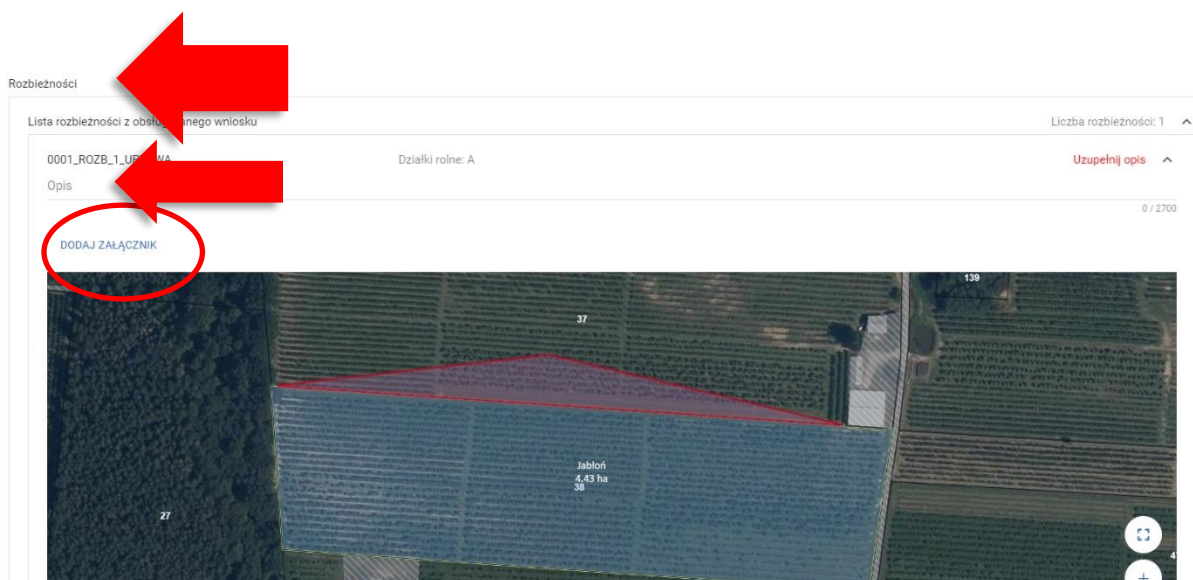 Rozbieżności
Lista rozbieżności z wniosku
Liczba rozbieżności: 1
Działki rolne: A
Uzupełnij opis
Opis
0 / 2700
DODAJ ZAŁĄCZNIK
139
37
Jabłoń
4.43 ha
38
27